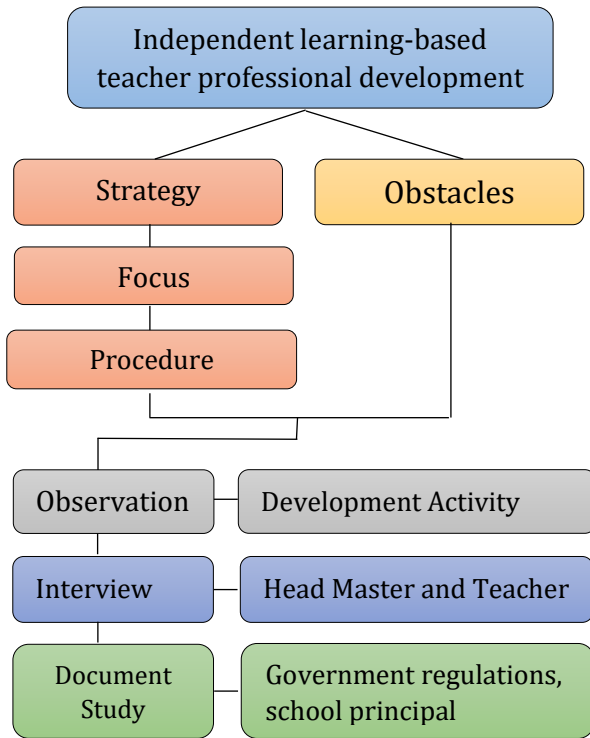 Independent learning-based
teacher professional development
Strategy
Obstacles
Focus
Procedure
Observation
Development Activity
Interview
Head Master and Teacher
Document
Study
Government regulations,
school principal